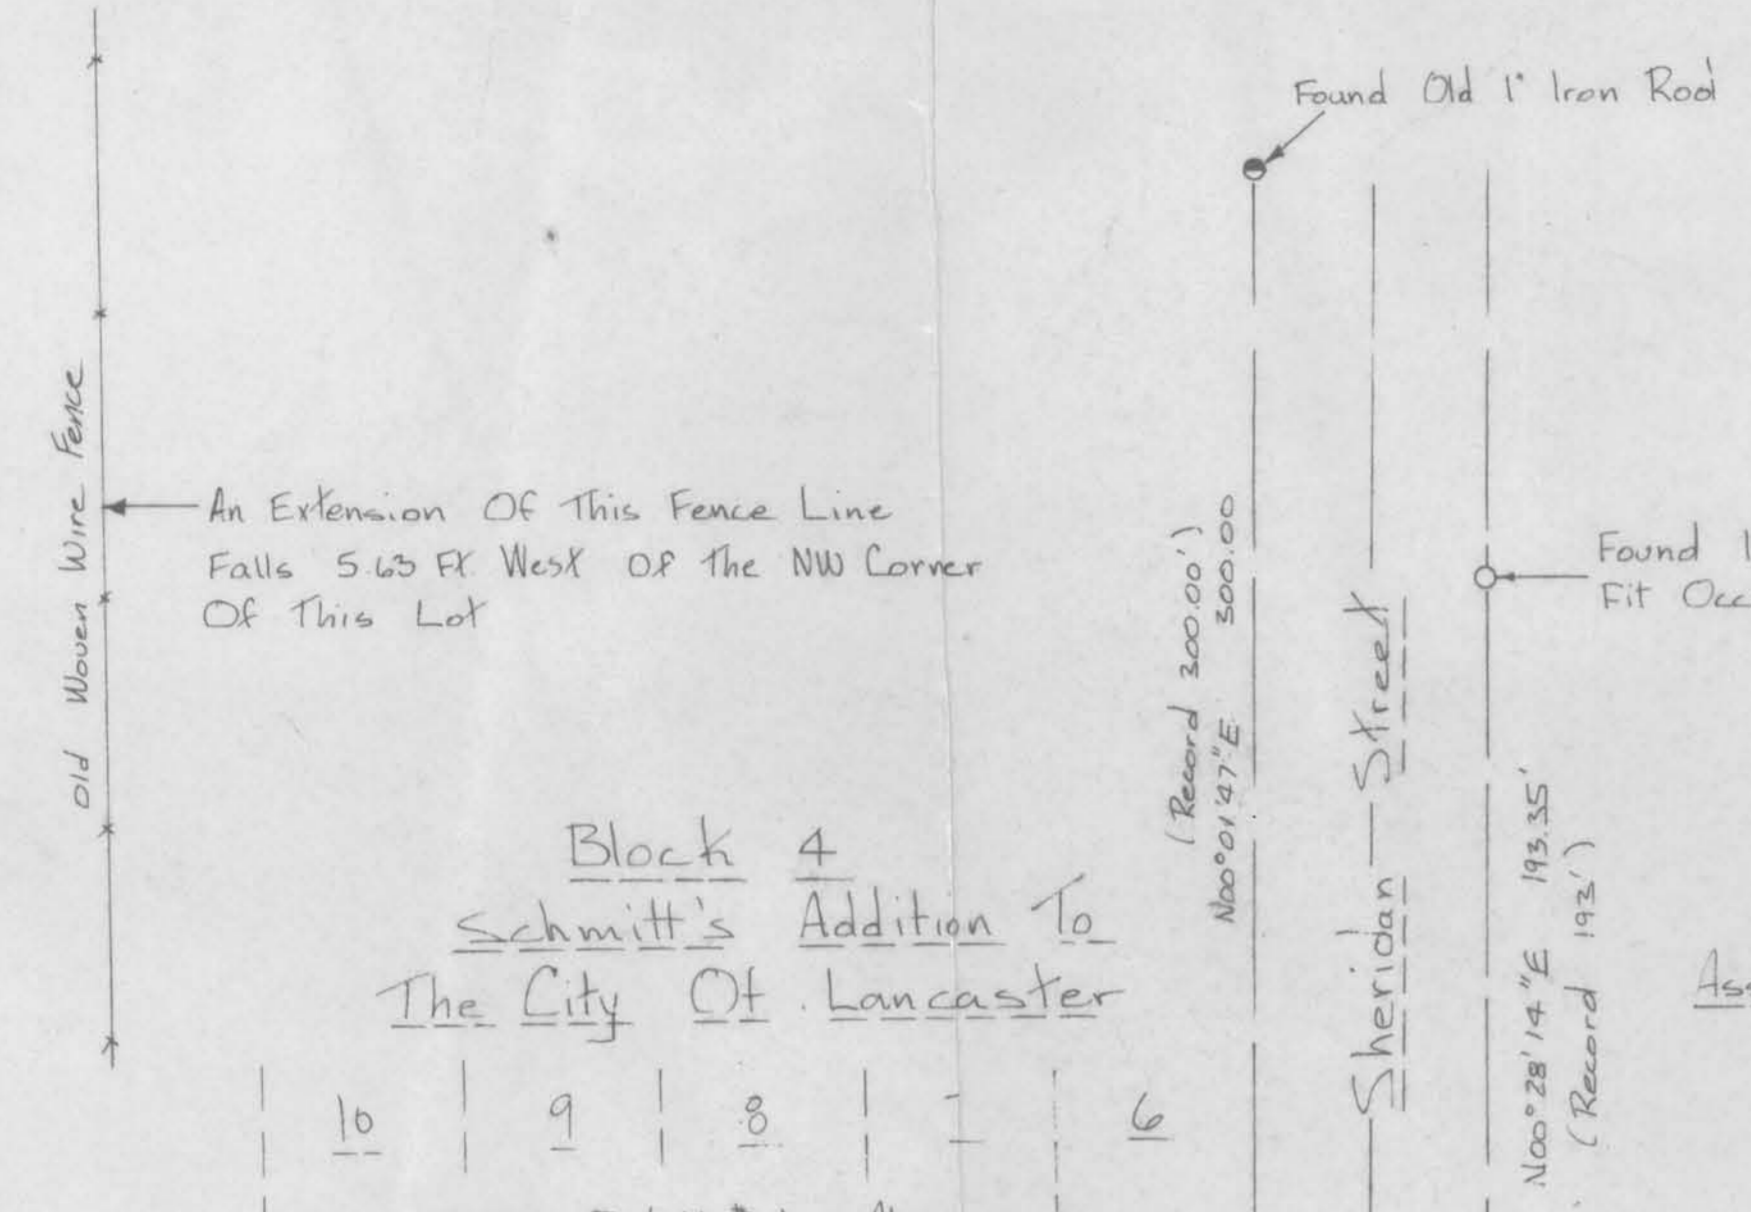 Found Old 1" Iron Rod
Old Woven Wire Fence
An Extension Of This Fence Line
Falls 5.63 Ft. West Of The NW Corner
Of This Lot
(Record 300.00')
N00°01'47"E 300.00
Sheridan Street
Found
Fit
N00°28'14"E 193.35'
(Record 193')
Block 4
Schmitt's Addition To
The City Of Lancaster
10 9 8 6